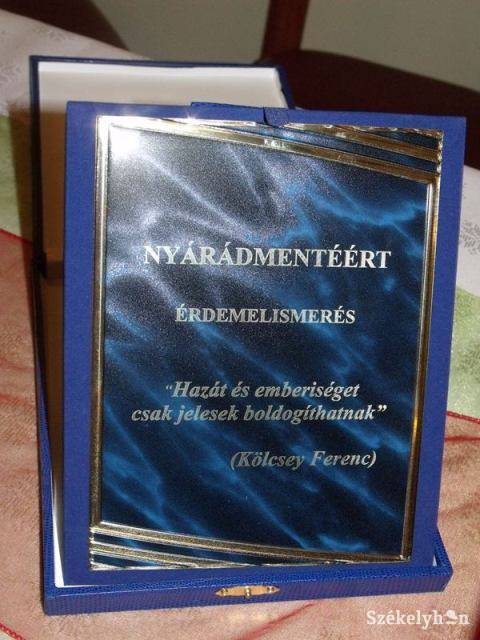 NYÁRÁDMENTÉÉRT
ÉRDEMELISMERÉS
“Hazát és emberiséget
csak jelesek boldogíthatnak”
(Kölcsey Ferenc)
Székelyhon